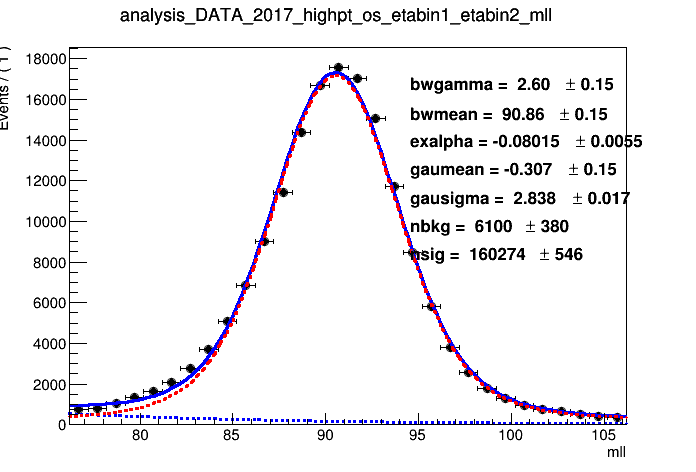 analysis_DATA_2017_highpt_os_etabin1_etabin2_mll
Events / ( 1 )
18000
16000
14000
12000
10000
8000
6000
4000
2000
0
bwgamma = 2.60 ± 0.15
bwmean = 90.86 ± 0.15
exalpha = -0.08015 ± 0.0055
gaumean = -0.307 ± 0.15
gausigma = 2.838 ± 0.017
nbkg = 6100 ± 380
nsig = 160274 ± 546
80 85 90 95 100 105
mll